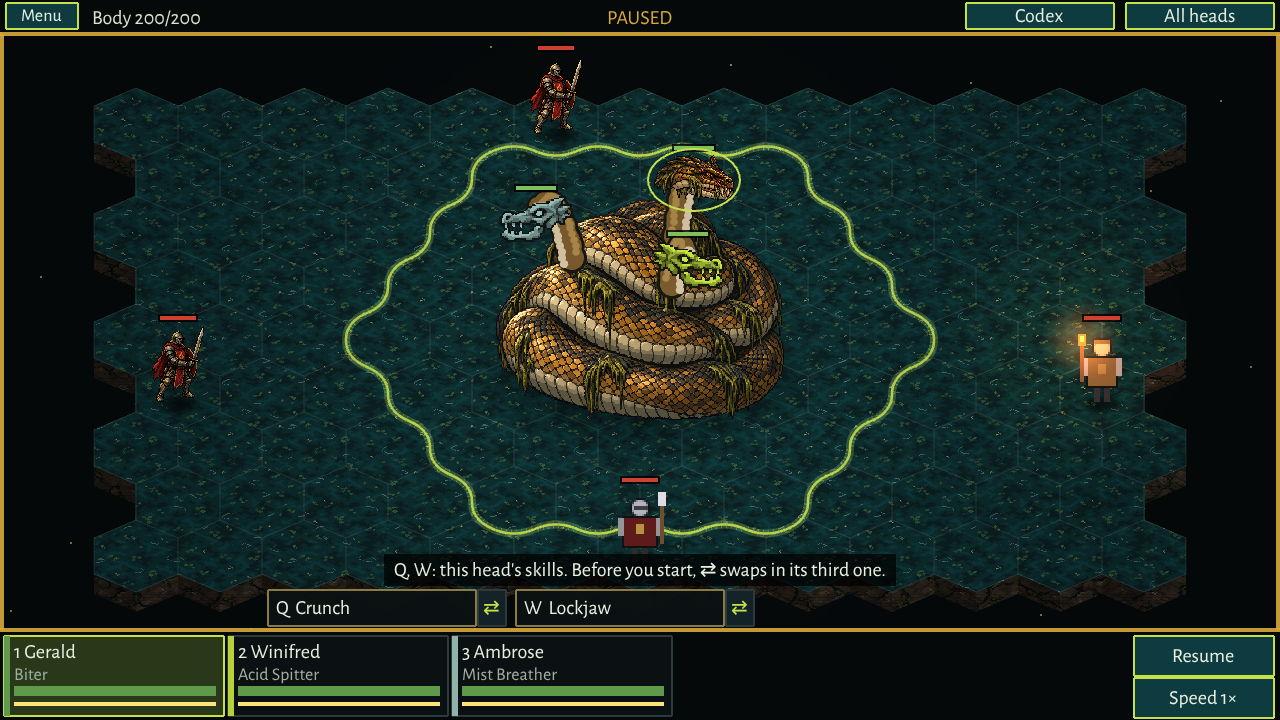 Menu
Body 200/200
PAUSED
Codex
All heads
Q, W: this head's skills. Before you start, ⇄ swaps in its third one.
Q Crunch ⇄
W Lockjaw ⇄
1 Gerald
Biter
2 Winifred
Acid Spitter
3 Ambrose
Mist Breather
Resume
Speed 1×